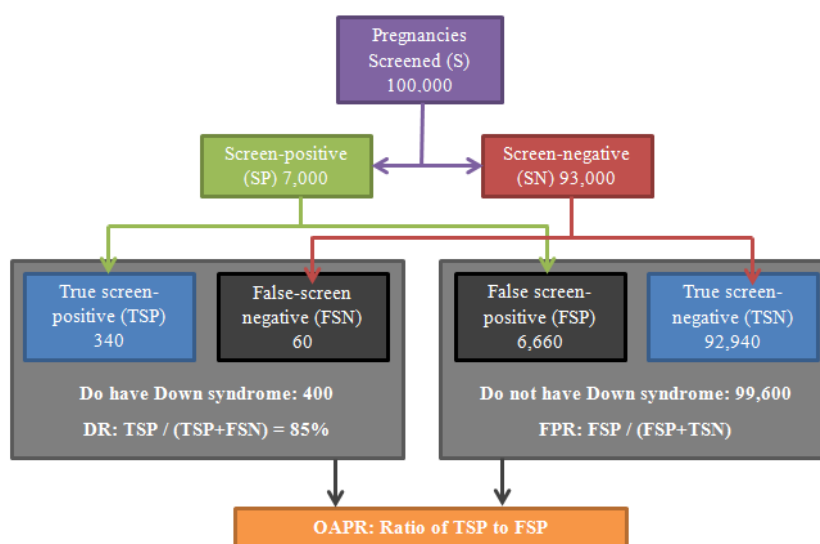 Pregnancies
Screened (S)
100,000
Screen-positive
(SP) 7,000
Screen-negative
(SN) 93,000
True screen-
positive (TSP)
340
False-screen
negative (FSN)
60
False screen-
positive (FSP)
6,660
True screen-
negative (TSN)
92,940
Do have Down syndrome: 400
DR: TSP / (TSP+FSN) = 85%
Do not have Down syndrome: 99,600
FPR: FSP / (FSP+TSN)
OAPR: Ratio of TSP to FSP